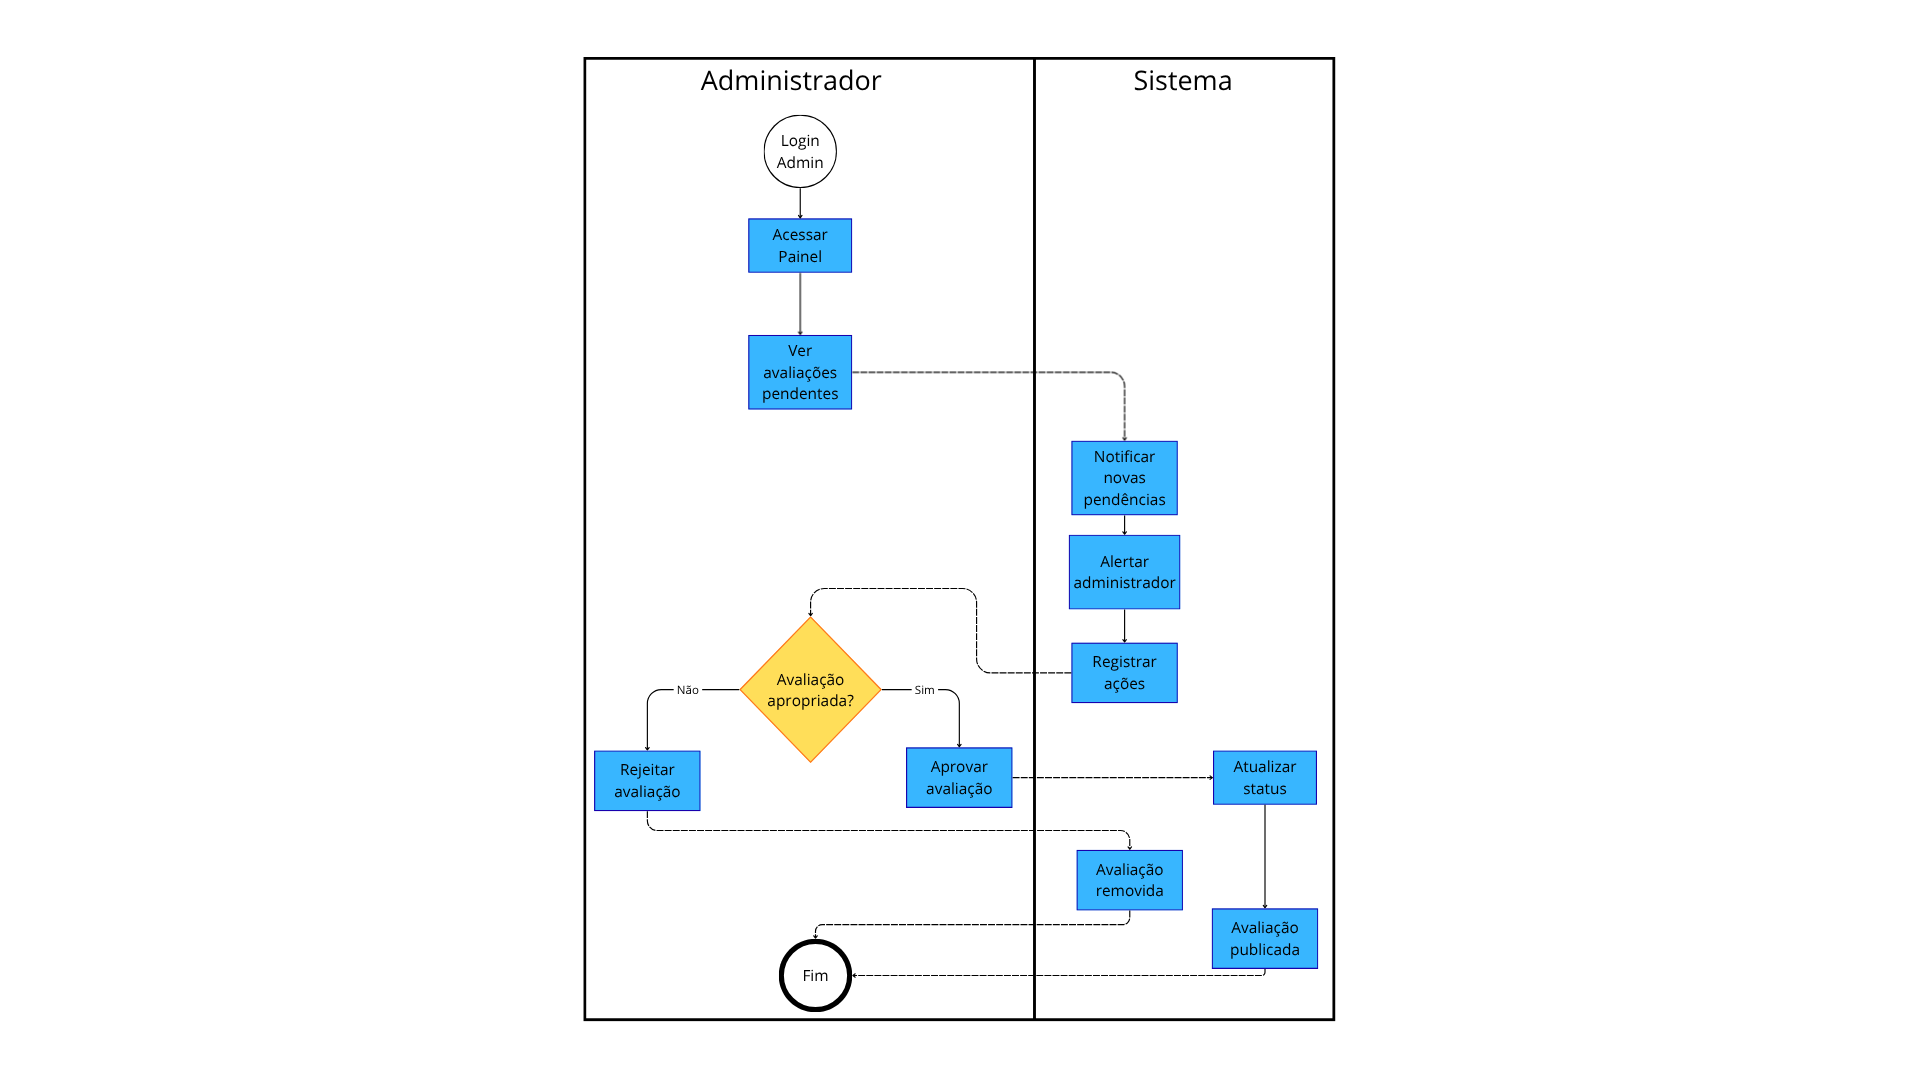 Administrador
Sistema
Login
Admin
Acessar
Painel
Ver
avaliações
pendentes
Notificar
novas
pendências
Alertar
administrador
Registrar
ações
Avaliação
apropriada?
Não
Sim
Rejeitar
avaliação
Aprovar
avaliação
Atualizar
status
Avaliação
removida
Avaliação
publicada
Fim